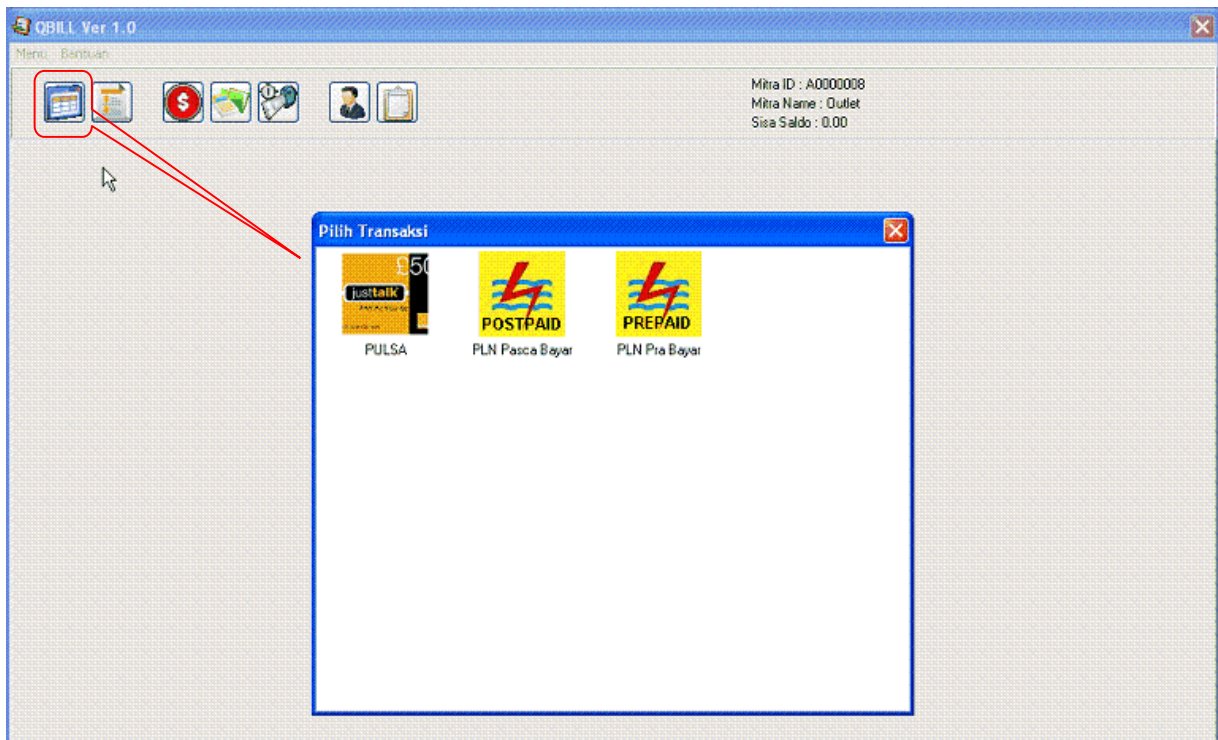 QBILL Ver 1.0
Menu Bantuan
Mitra ID : A0000008
Mitra Name : Outlet
Sisa Saldo : 0.00
Pilih Transaksi
£50
justtalk
POSTPAID
PREPAID
PULSA
PLN Pasca Bayar
PLN Pra Bayar